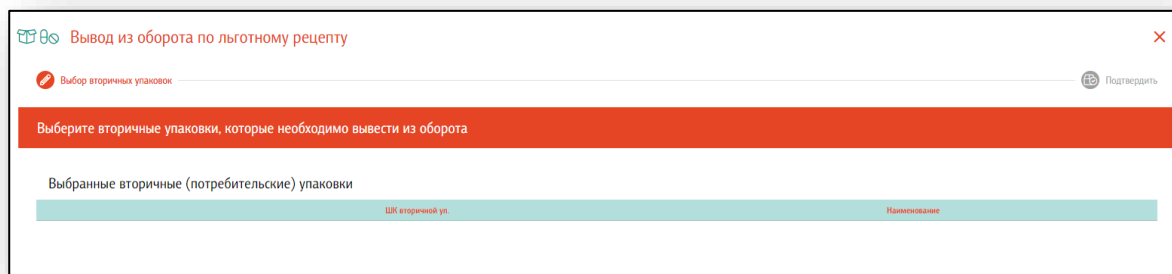 Вывод из оборота по льготному рецепту
Выбор вторичных упаковок
Подтвердить
Выберите вторичные упаковки, которые необходимо вывести из оборота
Выбранные вторичные (потребительские) упаковки
ШК вторичной уп. Наименование